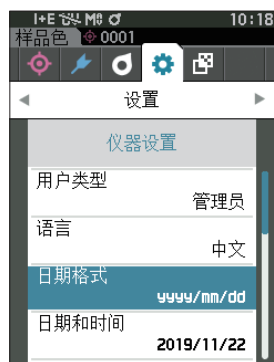 I+E M0 10:18
样品色 0001
设置
仪器设置
用户类型
管理员
语言
中文
日期格式
yyyy/mm/dd
日期和时间
2019/11/22